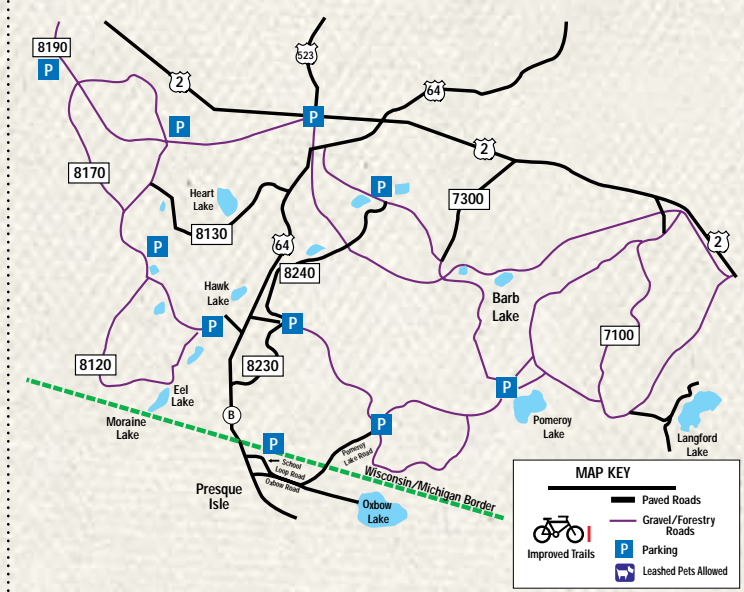 8190
P
2
523
64
P
P
2
8170
P
7300
Heart
Lake
8130
P
64
2
8240
Hawk
Lake
Barb
Lake
P
P
7100
8120
8230
Eel
Lake
P
Moraine
Lake
B
P
Pomeroy
Lake
Langford
Lake
P
School
Loop Road
Pomeroy
Lake Road
Oxbow Road
Wisconsin/Michigan Border
Presque
Isle
Oxbow
Lake
MAP KEY
Paved Roads
Gravel/Forestry
Roads
Improved Trails
P
Parking
Leashed Pets Allowed